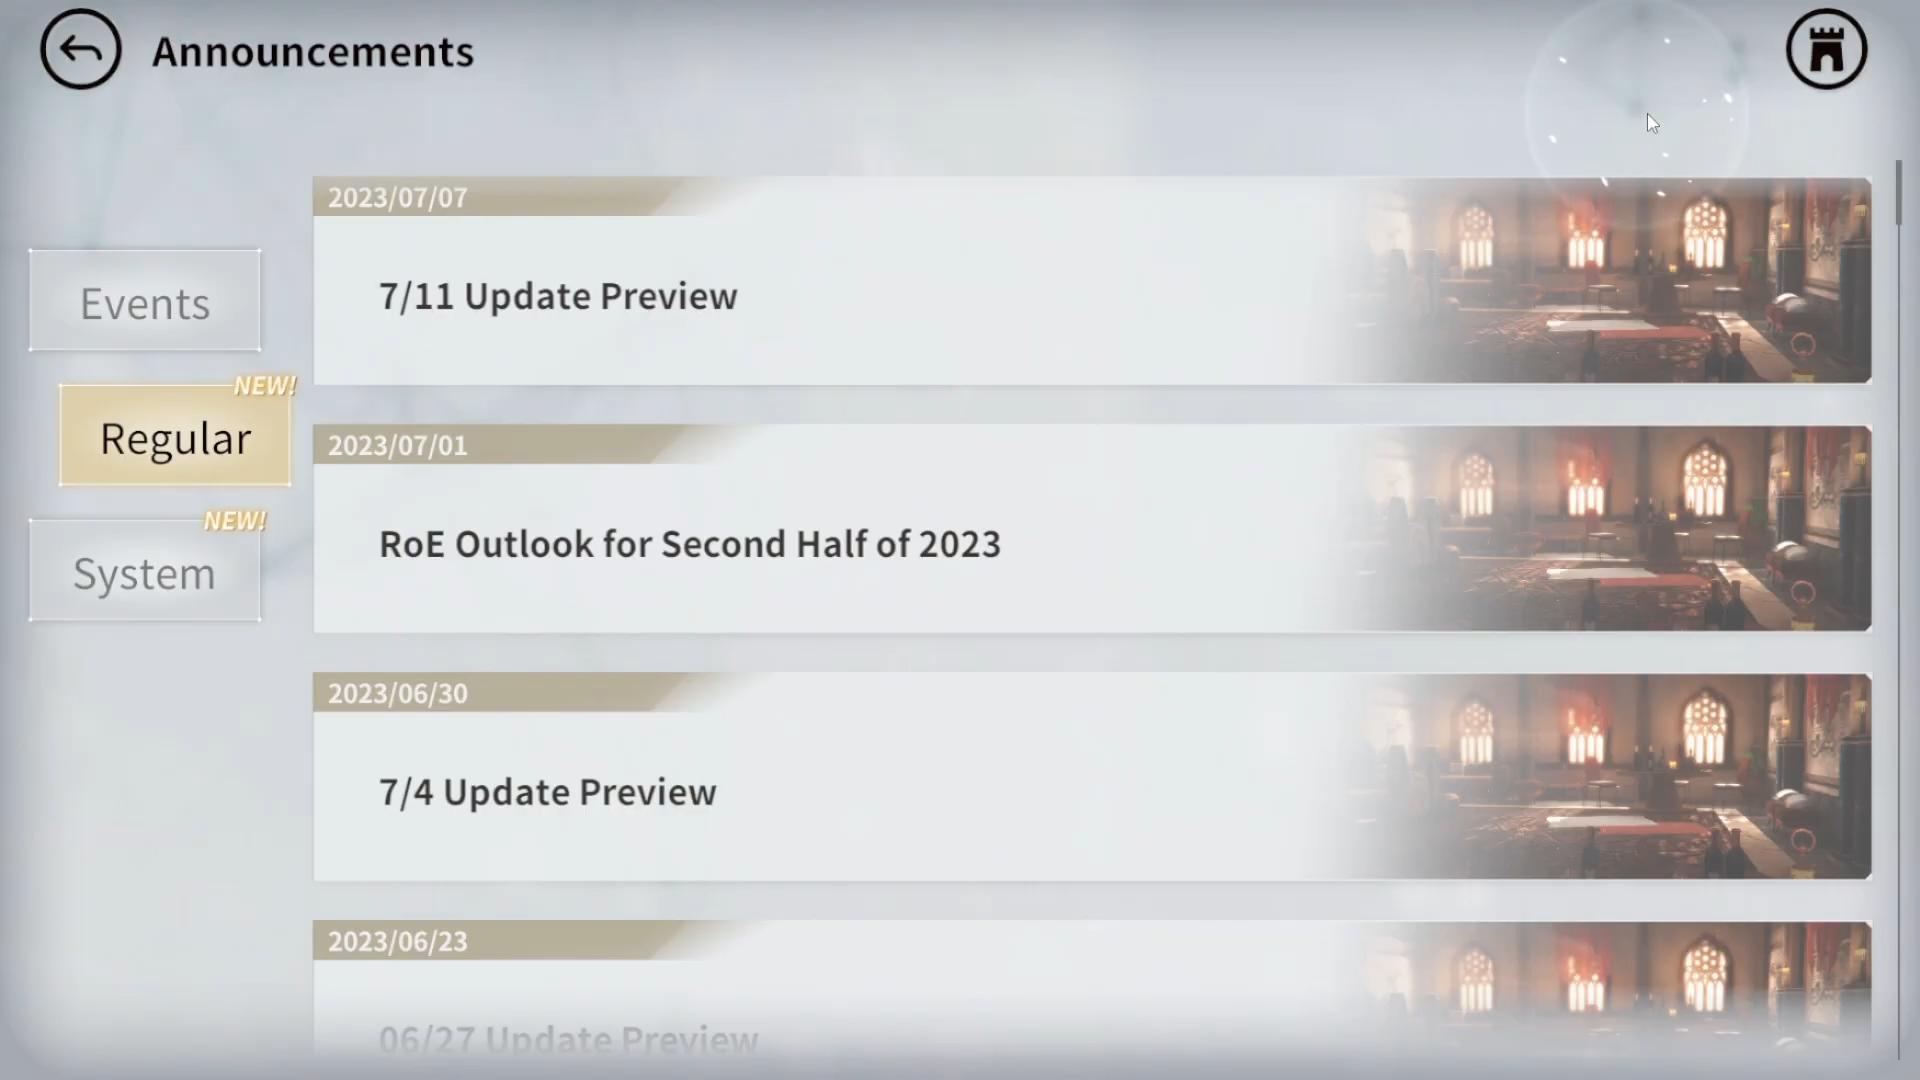 Announcements
Events
NEW!
Regular
NEW!
System
2023/07/07
7/11 Update Preview
2023/07/01
RoE Outlook for Second Half of 2023
2023/06/30
7/4 Update Preview
2023/06/23
06/27 Update Preview